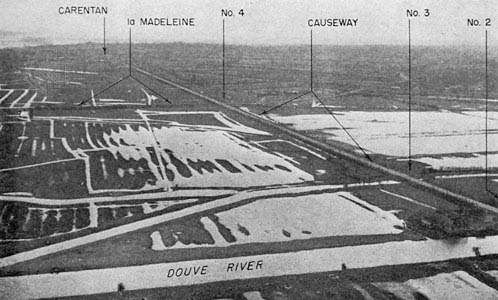 CARENTAN
la MADELEINE
No. 4
CAUSEWAY
No. 3
No. 2
DOUVE RIVER